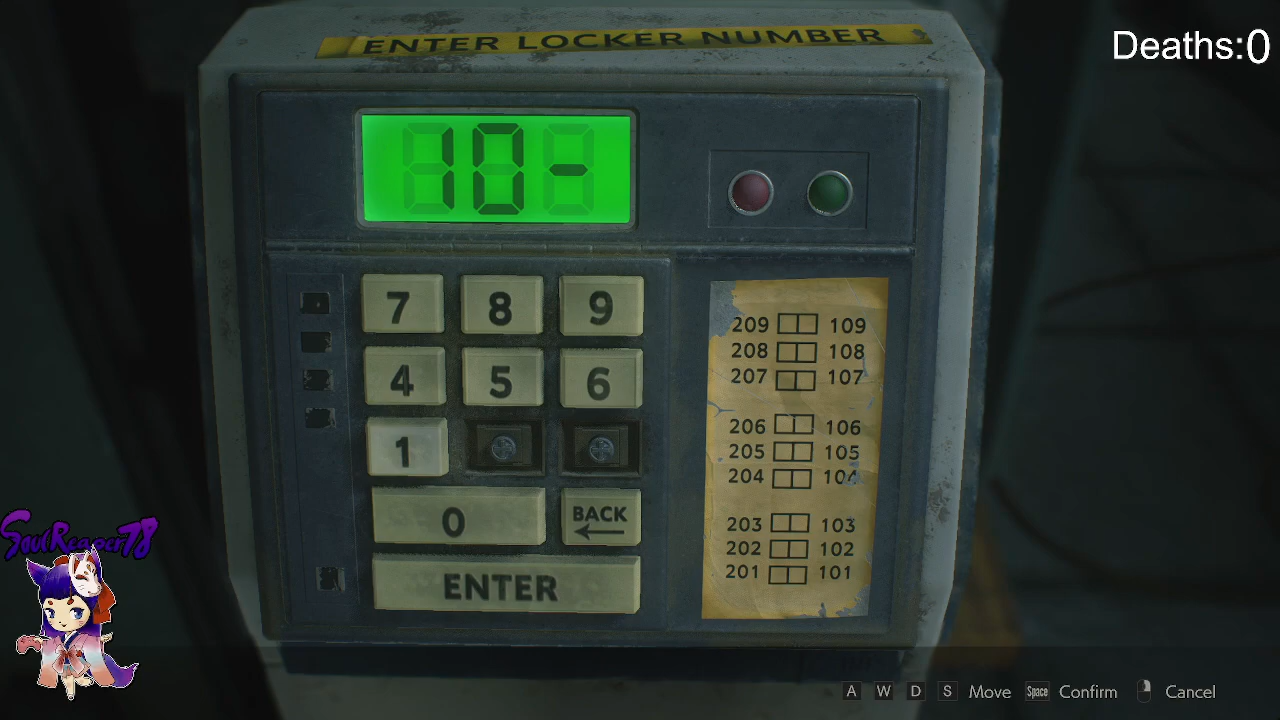 ENTER LOCKER NUMBER
Deaths:0
10-
7 8 9
4 5 6
1
0 BACK
ENTER
209 109
208 108
207 107
206 106
205 105
204 104
203 103
202 102
201 101
SoulReaper78
A W D S Move Space Confirm Cancel